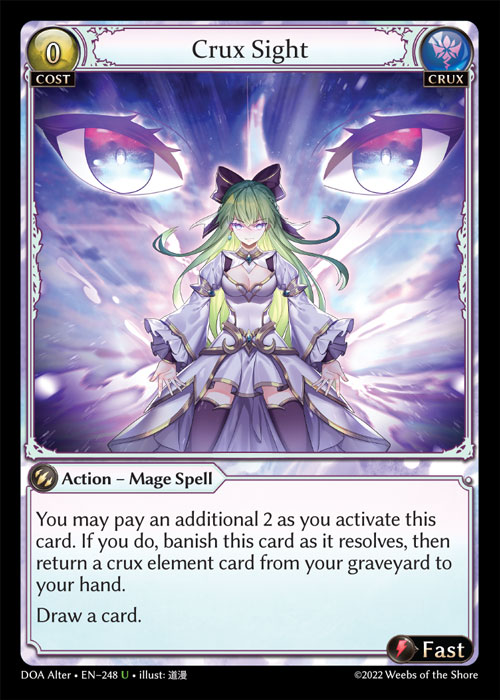 0
COST
Crux Sight
CRUX
Action – Mage Spell
You may pay an additional 2 as you activate this
card. If you do, banish this card as it resolves, then
return a crux element card from your graveyard to
your hand.
Draw a card.
Fast
DOA Alter • EN–248 U • illust: 道漫
©2022 Weebs of the Shore